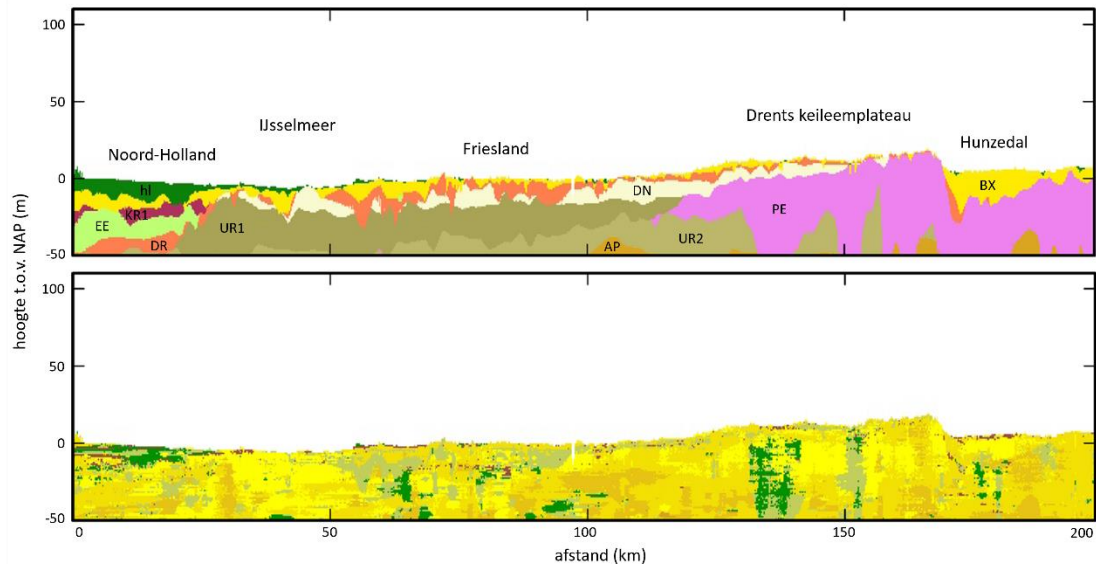 100
50
0
-50
Noord-Holland
IJsselmeer
Friesland
Drents keileemplateau
Hunzedal
hl
KR1
EE
DR
UR1
DN
AP
UR2
PE
BX
hoogte t.o.v. NAP (m)
100
50
0
-50
0
50
100
150
200
afstand (km)